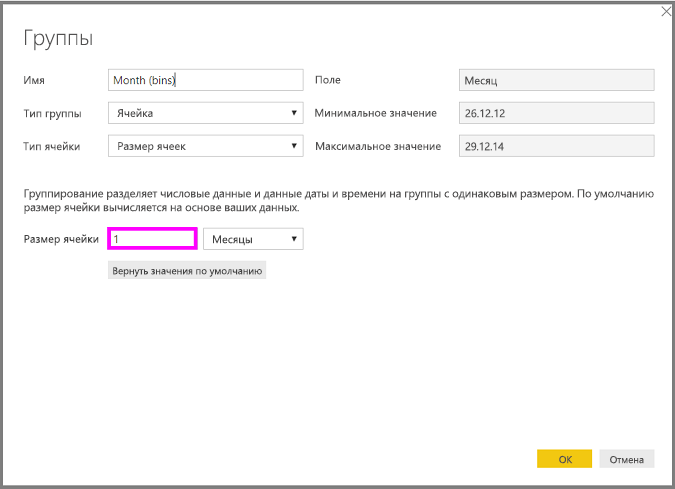 Группы
Имя Month (bins) Поле Месяц
Тип группы Ячейка Минимальное значение 26.12.12
Тип ячейки Размер ячеек Максимальное значение 29.12.14
Группирование разделяет числовые данные и данные даты и времени на группы с одинаковым размером. По умолчанию
размер ячейки вычисляется на основе ваших данных.
Размер ячейки 1 Месяцы
Вернуть значения по умолчанию
ОК Отмена